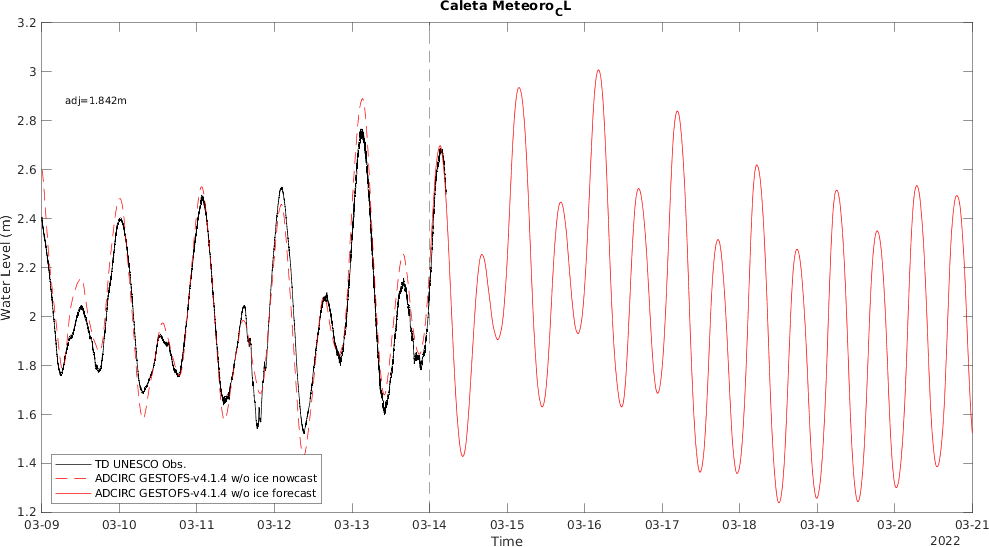 Caleta Meteoro_CL
3.2
3
2.8
2.6
2.4
2.2
2
1.8
1.6
1.4
1.2
Water Level (m)
adj=1.842m
TD UNESCO Obs.
ADCIRC GESTOFS-v4.1.4 w/o ice nowcast
ADCIRC GESTOFS-v4.1.4 w/o ice forecast
03-09 03-10 03-11 03-12 03-13 03-14 03-15 03-16 03-17 03-18 03-19 03-20 03-21
Time
2022